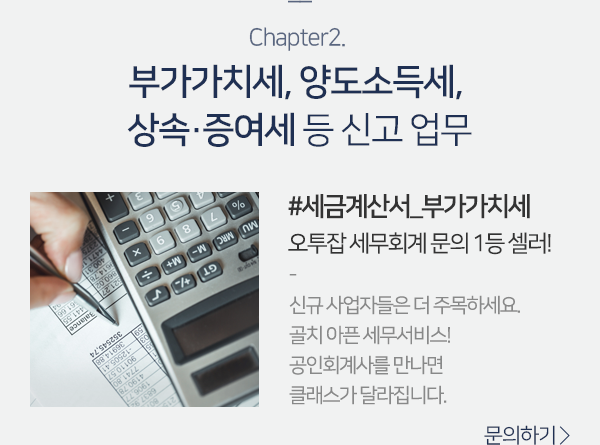 Chapter2.
부가가치세, 양도소득세,
상속·증여세 등 신고 업무
#세금계산서_부가가치세
오투잡 세무회계 문의 1등 셀러!
-
신규 사업자들은 더 주목하세요.
골치 아픈 세무서비스!
공인회계사를 만나면
클래스가 달라집니다.
문의하기 >